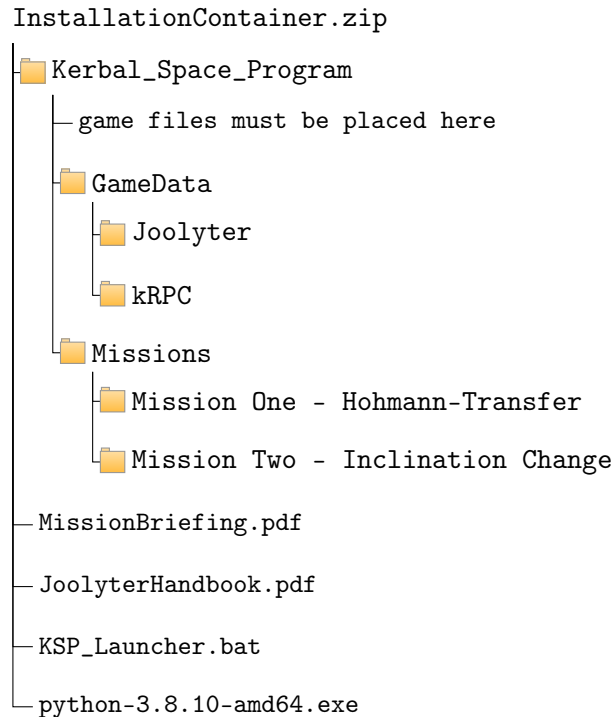 InstallationContainer.zip
Kerbal_Space_Program
game files must be placed here
GameData
Joolyter
kRPC
Missions
Mission One - Hohmann-Transfer
Mission Two - Inclination Change
MissionBriefing.pdf
JoolyterHandbook.pdf
KSP_Launcher.bat
python-3.8.10-amd64.exe